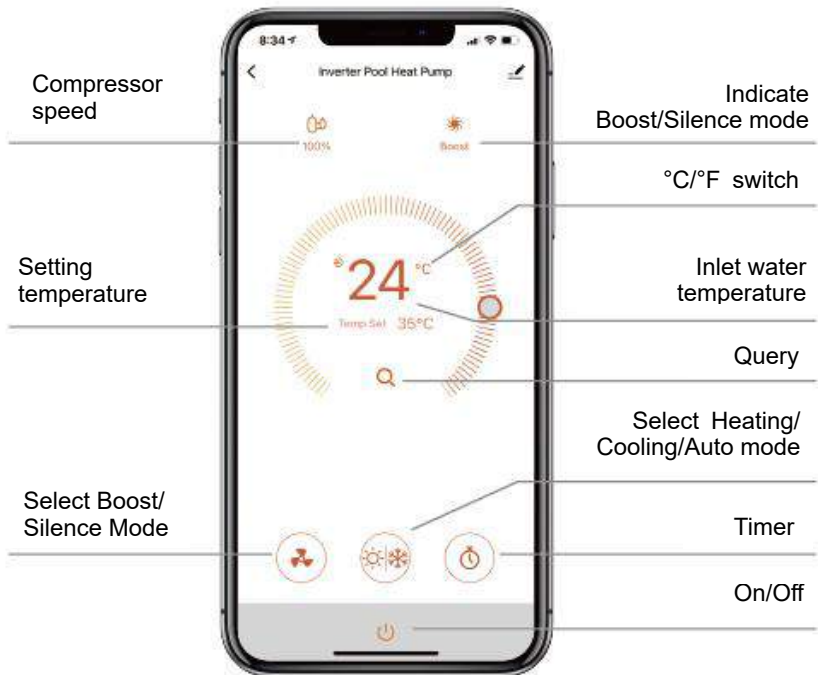 8:34
Inverter Pool Heat Pump
Compressor
speed
Indicate
Boost/Silence mode
100%
Boost
°C/°F switch
Setting
temperature
24 °C
Inlet water
temperature
Temp Set 35°C
Query
Select Heating/
Cooling/Auto mode
Select Boost/
Silence Mode
Timer
On/Off